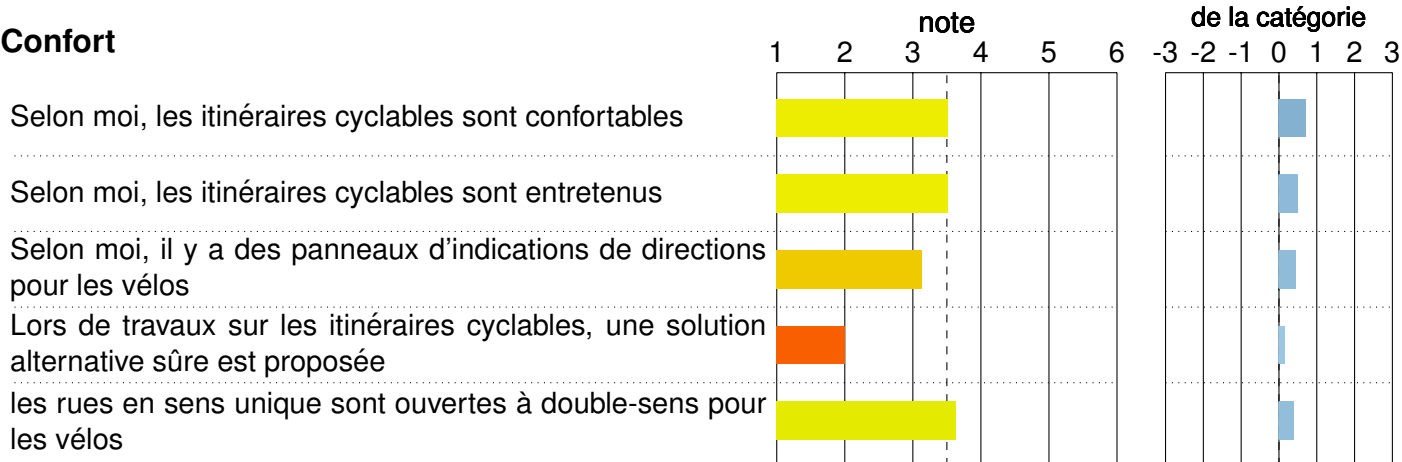 note
de la catégorie
Confort
1 2 3 4 5 6
-3 -2 -1 0 1 2 3
Selon moi, les itinéraires cyclable sont confortables
Selon moi, les itinéraires cyclables sont entretenus
Selon moi, il y a des panneaux d'indications de directions
pour les vélos
Lors de travaux sur les itinéraires cyclables, une solution
alternative sûre est proposée
les rues en sens unique sont ouvertes à double-sens pour
les vélos